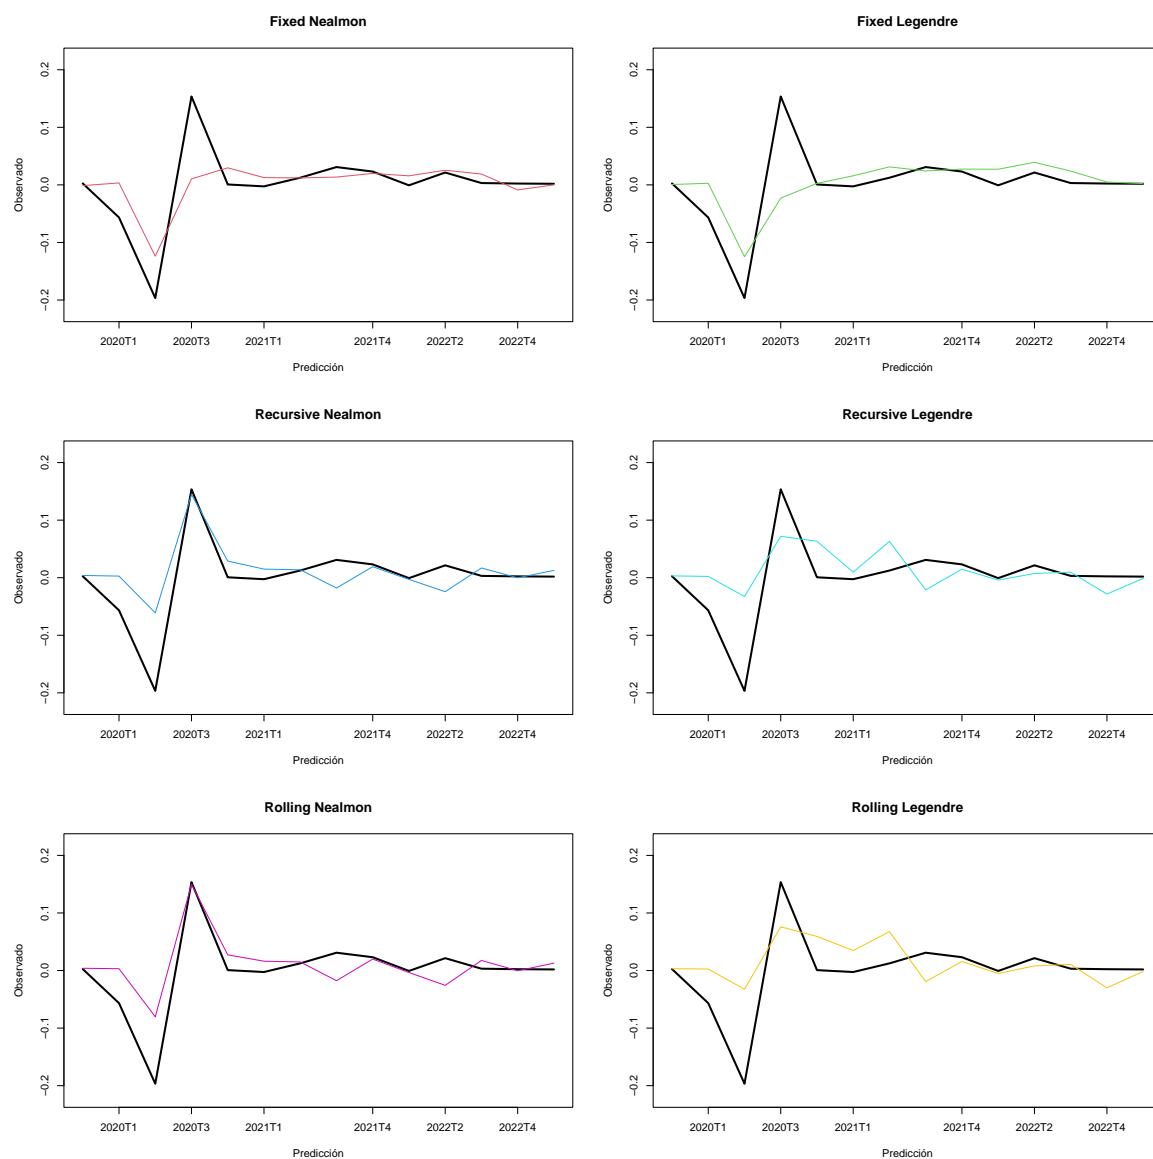 Fixed Nealmon
Observado
0.2
0.1
0.0
−0.1
−0.2
2020T1 2020T3 2021T1 2021T4 2022T2 2022T4
Predicción
Fixed Legendre
Observado
0.2
0.1
0.0
−0.1
−0.2
2020T1 2020T3 2021T1 2021T4 2022T2 2022T4
Predicción
Recursive Nealmon
Observado
0.2
0.1
0.0
−0.1
−0.2
2020T1 2020T3 2021T1 2021T4 2022T2 2022T4
Predicción
Recursive Legendre
Observado
0.2
0.1
0.0
−0.1
−0.2
2020T1 2020T3 2021T1 2021T4 2022T2 2022T4
Predicción
Rolling Nealmon
Observado
0.2
0.1
0.0
−0.1
−0.2
2020T1 2020T3 2021T1 2021T4 2022T2 2022T4
Predicción
Rolling Legendre
Observado
0.2
0.1
0.0
−0.1
−0.2
2020T1 2020T3 2021T1 2021T4 2022T2 2022T4
Predicción